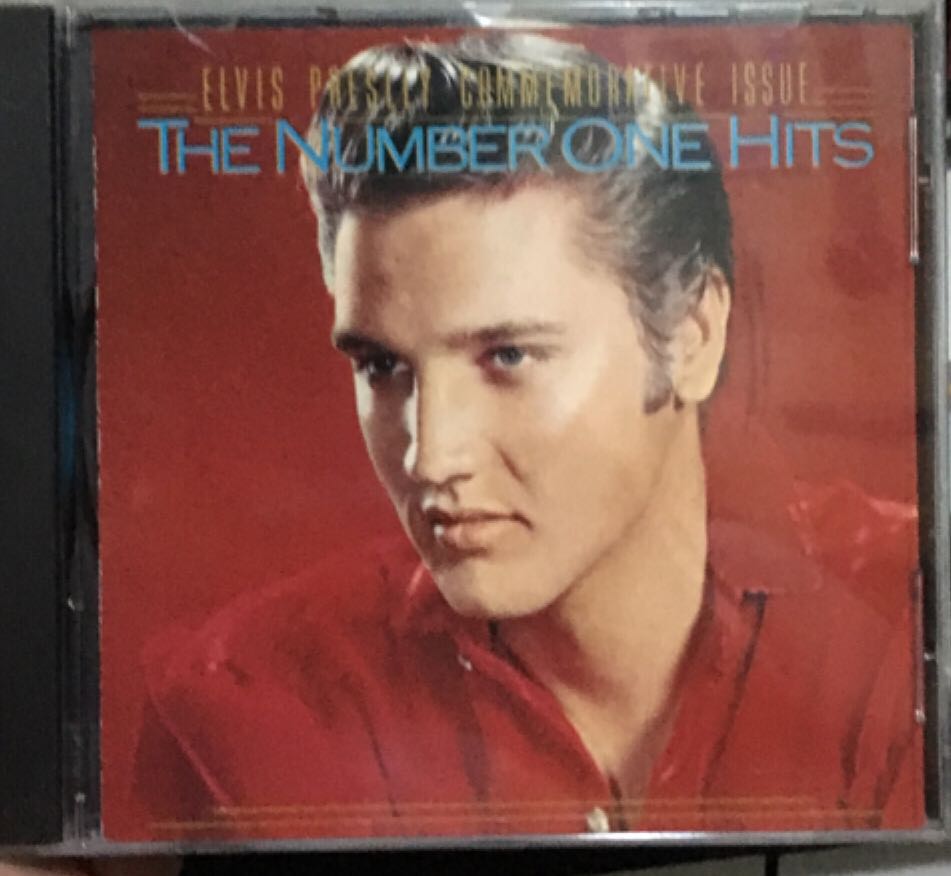 ELVIS PRESLEY COMMEMORATIVE ISSUE
THE NUMBER ONE HITS